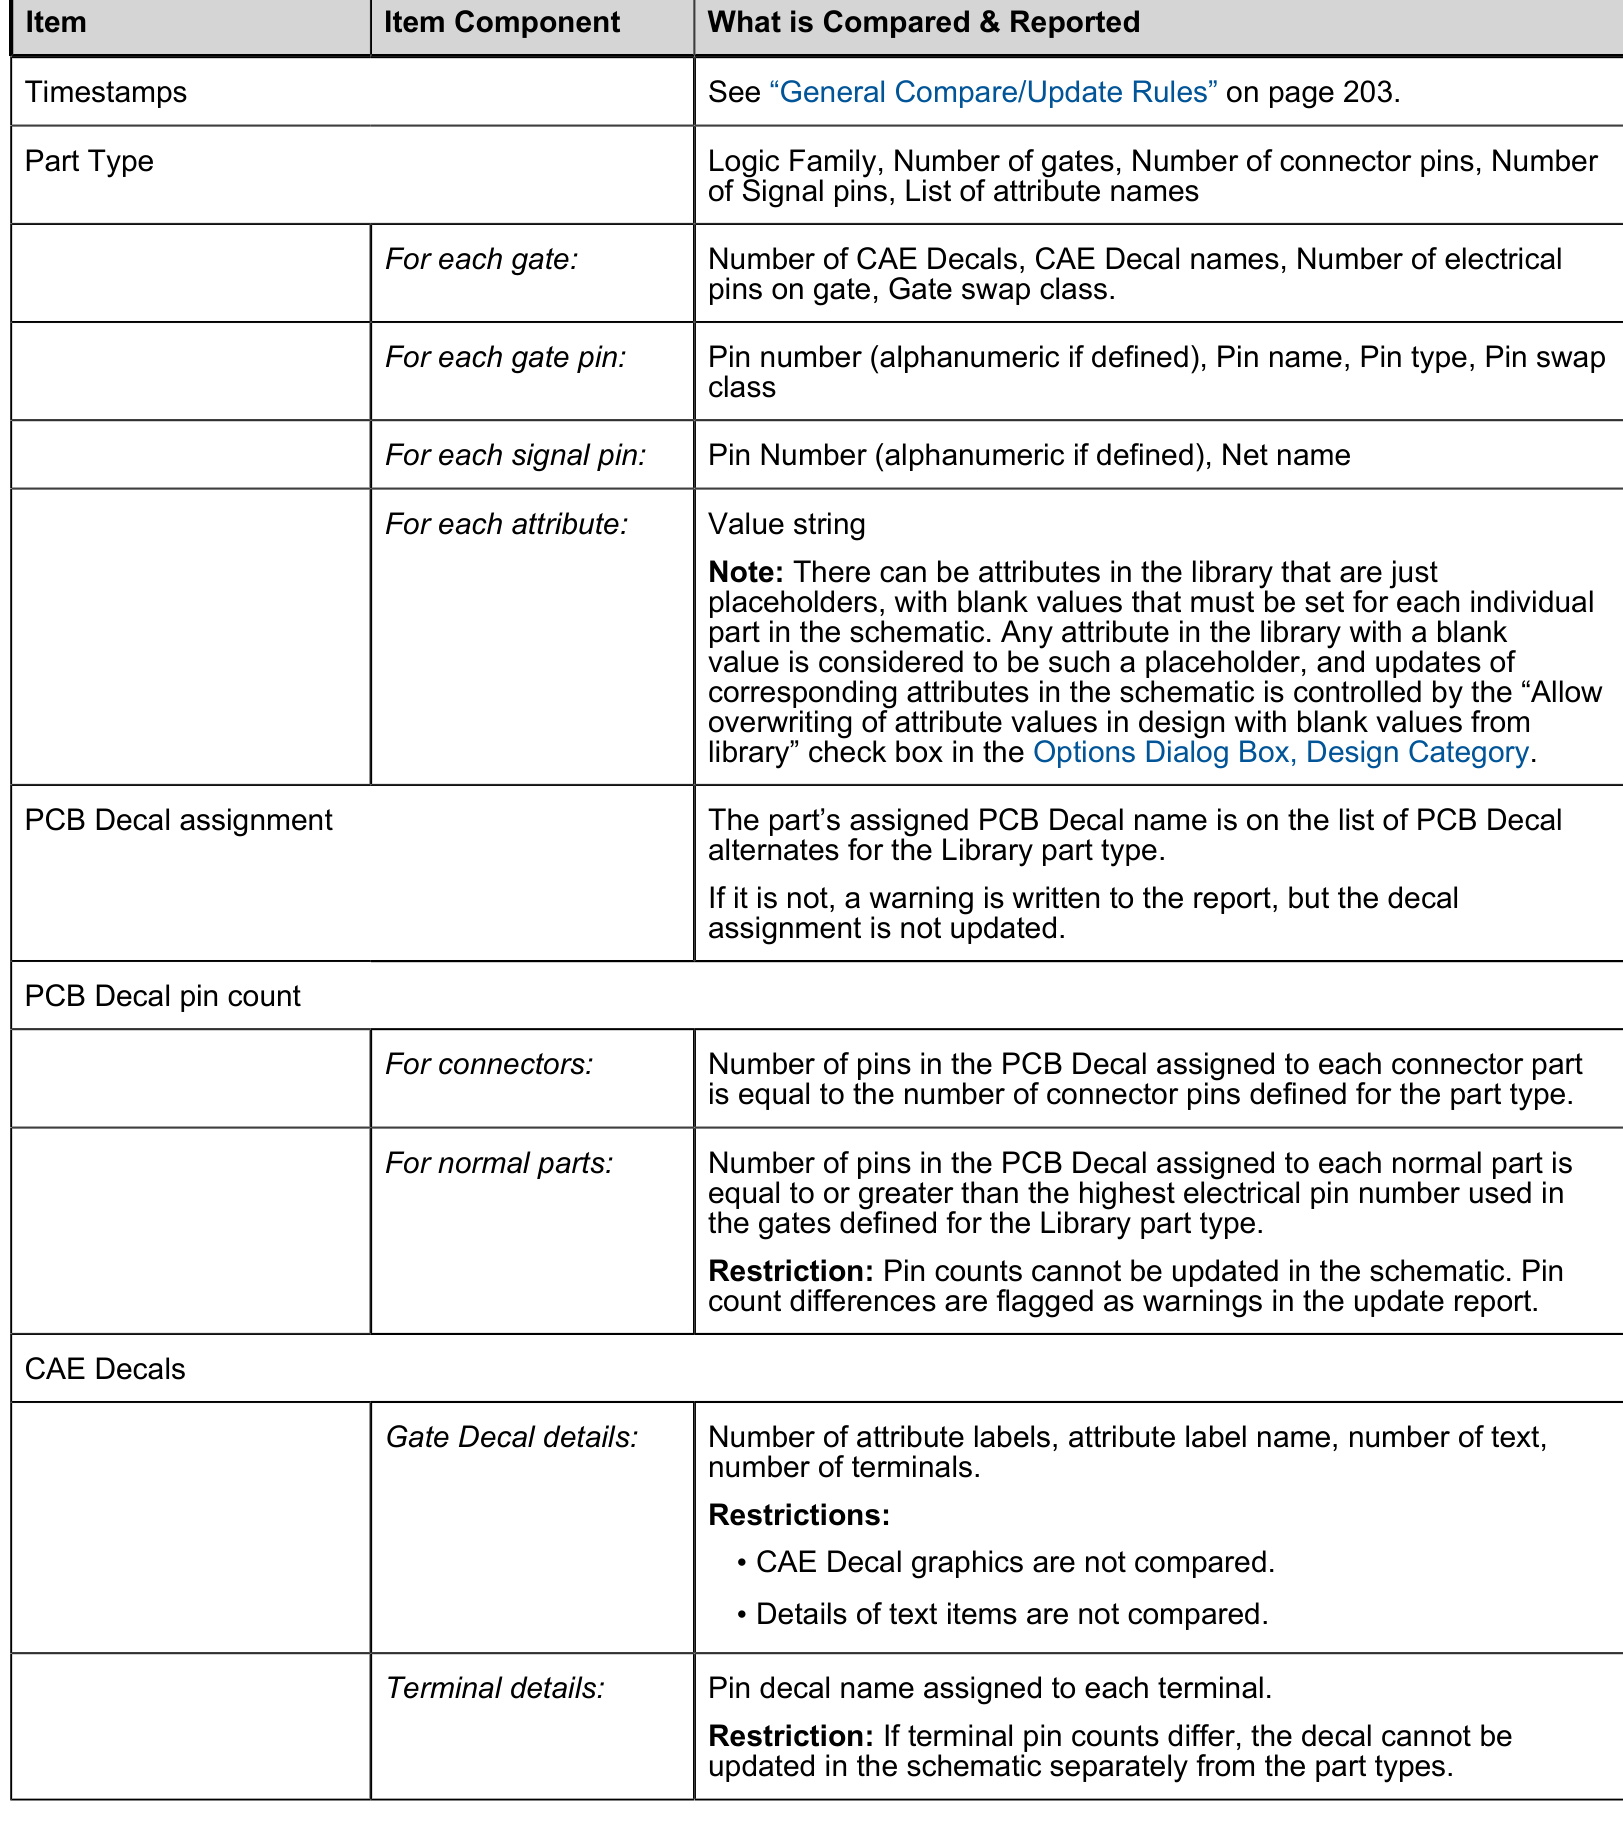 Item Item Component What is Compared & Reported
Timestamps See “General Compare/Update Rules” on page 203.
Part Type Logic Family, Number of gates, Number of connector pins, Number
of Signal pins, List of attribute names
For each gate: Number of CAE Decals, CAE Decal names, Number of electrical
pins on gate, Gate swap class.
For each gate pin: Pin number (alphanumeric if defined), Pin name, Pin type, Pin swap
class
For each signal pin: Pin Number (alphanumeric if defined), Net name
For each attribute: Value string
Note: There can be attributes in the library that are just
placeholders, with blank values that must be set for each individual
part in the schematic. Any attribute in the library with a blank
value is considered to be such a placeholder, and updates of
corresponding attributes in the schematic is controlled by the “Allow
overwriting of attribute values in design with blank values from
library” check box in the Options Dialog Box, Design Category.
PCB Decal assignment The part’s assigned PCB Decal name is on the list of PCB Decal
alternates for the Library part type.
If it is not, a warning is written to the report, but the decal
assignment is not updated.
PCB Decal pin count
For connectors: Number of pins in the PCB Decal assigned to each connector part
is equal to the number of connector pins defined for the part type.
For normal parts: Number of pins in the PCB Decal assigned to each normal part is
equal to or greater than the highest electrical pin number used in
the gates defined for the Library part type.
Restriction: Pin counts cannot be updated in the schematic. Pin
count differences are flagged as warnings in the update report.
CAE Decals
Gate Decal details: Number of attribute labels, attribute label name, number of text,
number of terminals.
Restrictions:
• CAE Decal graphics are not compared.
• Details of text items are not compared.
Terminal details: Pin decal name assigned to each terminal.
Restriction: If terminal pin counts differ, the decal cannot be
updated in the schematic separately from the part types.